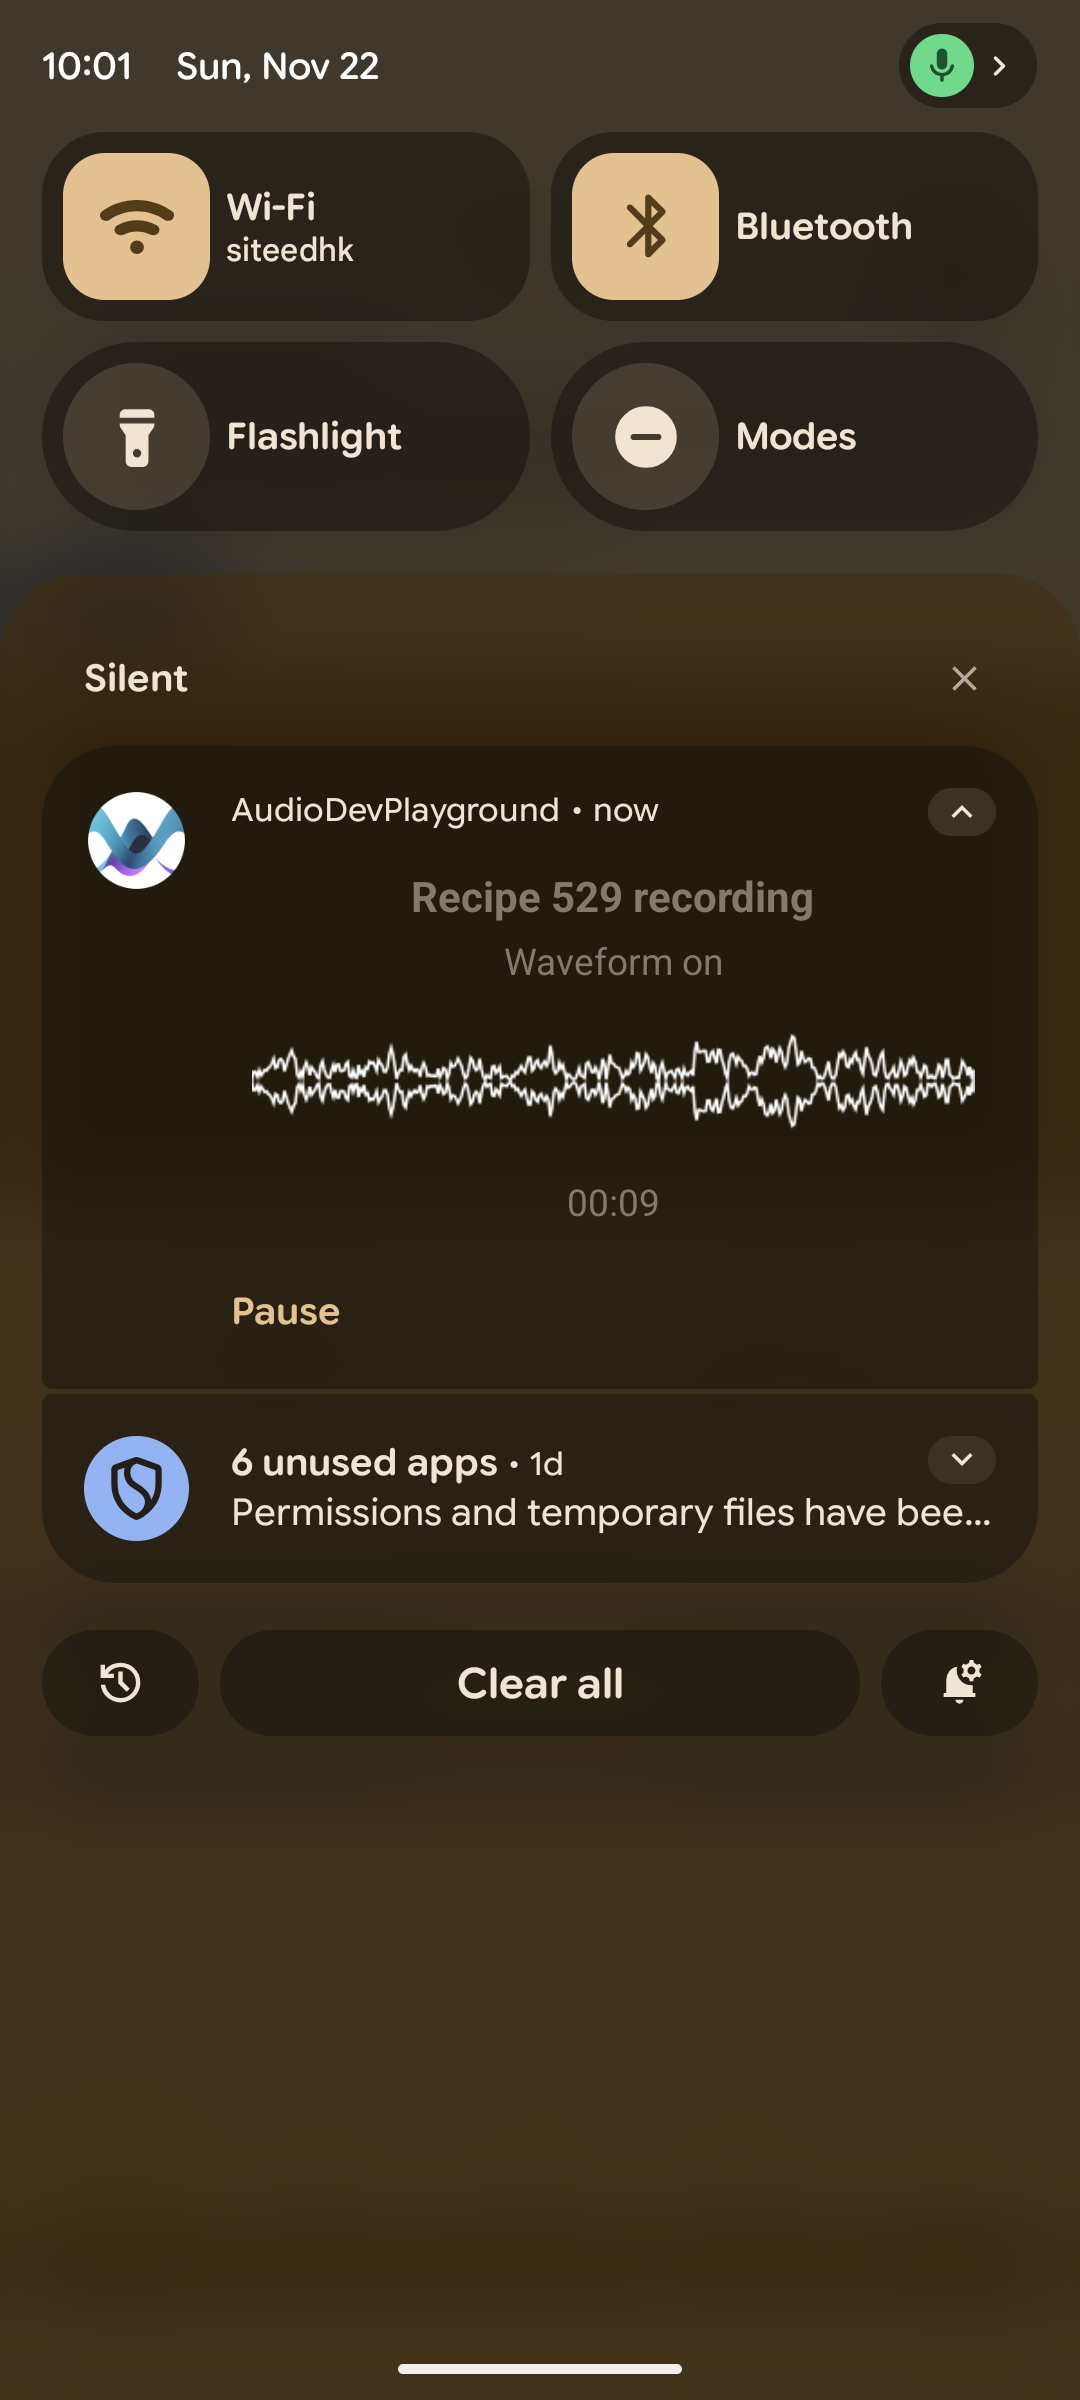 10:01 Sun, Nov 22
Wi-Fi
siteedhk
Bluetooth
Flashlight
Modes
Silent
AudioDevPlayground • now
Recipe 529 recording
Waveform on
00:09
Pause
6 unused apps • 1d
Permissions and temporary files have bee...
Clear all